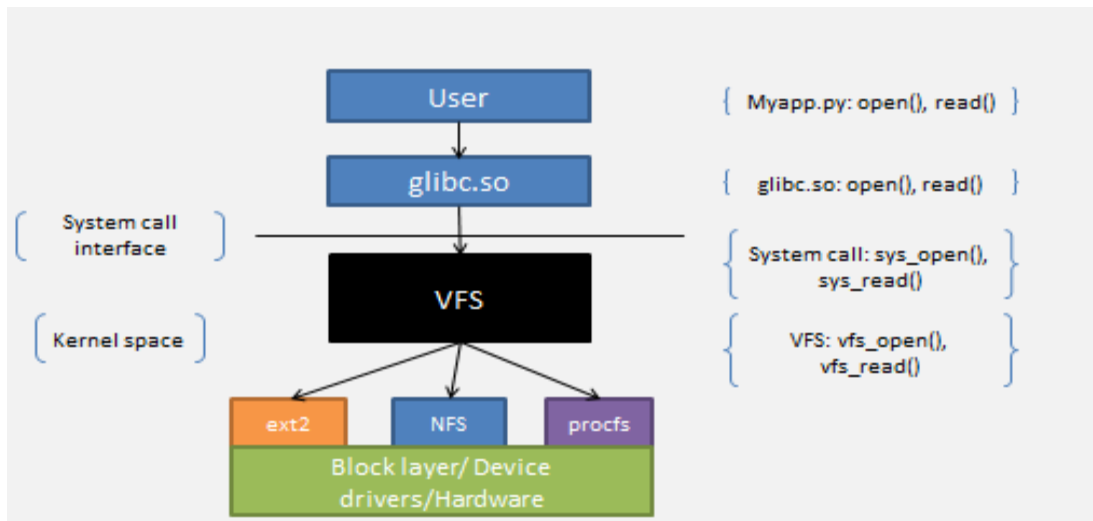 User
{ Myapp.py: open(), read() }
glibc.so
{ glibc.so: open(), read() }
System call
interface
System call: sys_open(),
sys_read()
VFS
Kernel space
VFS: vfs_open(),
vfs_read()
ext2
NFS
procfs
Block layer/ Device
drivers/Hardware